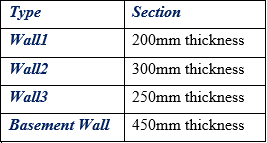 Type Section
Wall1 200mm thickness
Wall2 300mm thickness
Wall3 250mm thickness
Basement Wall 450mm thickness